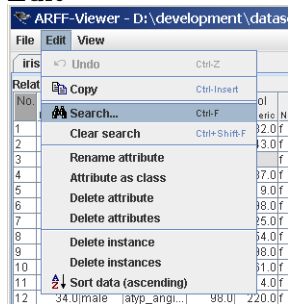 ARFF-Viewer - D:\development\datas
File Edit View
iris
Undo Ctrl-Z
Relat
Copy Ctrl-Insert
No.
Search... Ctrl-F
1
Clear search Ctrl+Shift-F
2
3
Rename attribute
4
Attribute as class
5
Delete attribute
6
Delete attributes
7
8
Delete instance
9
Delete instances
10
Sort data (ascending)
11
12 34.0 male atyp_angi... 98.0 220.0 f